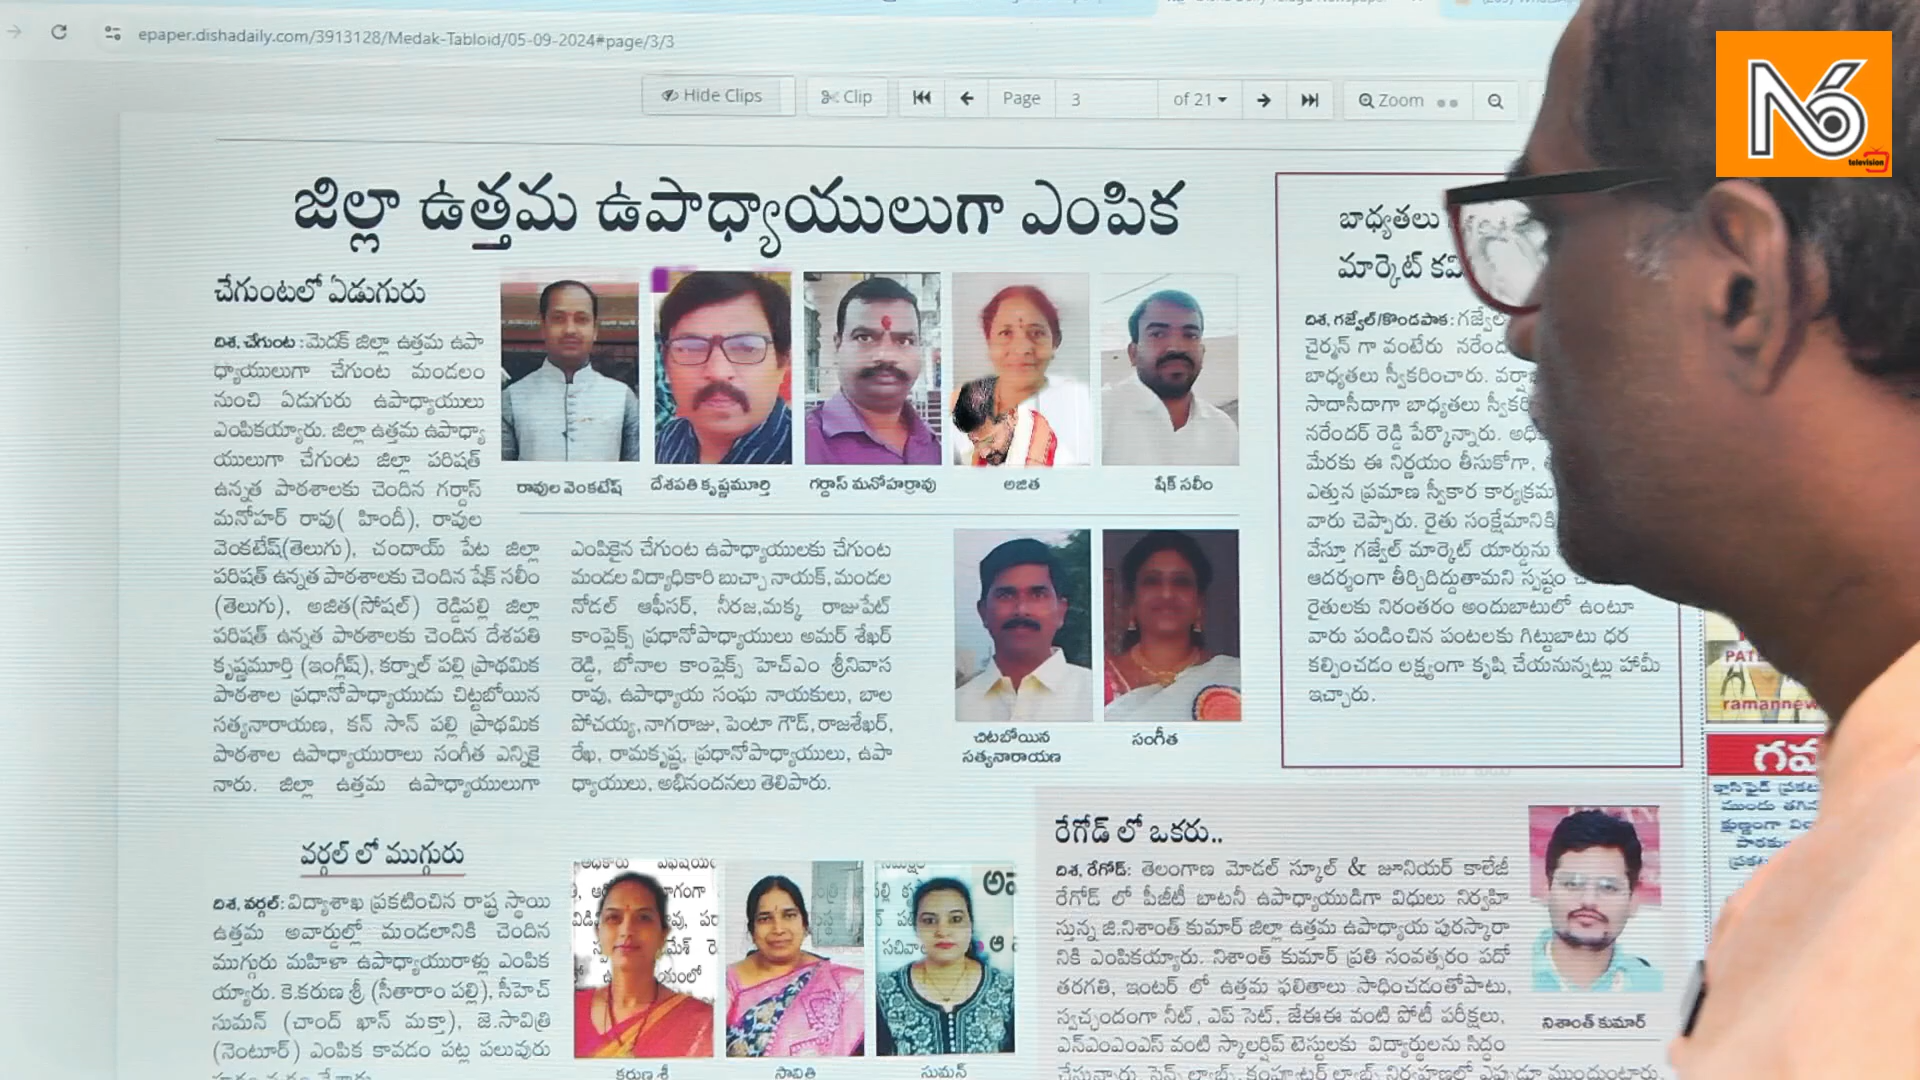 epaper.dishadaily.com/3913128/Medak-Tabloid/05-09-2024#page/3/3
Hide Clips
Clip
Page 3 of 21
Zoom
N6
television
జిల్లా ఉత్తమ ఉపాధ్యాయులుగా ఎంపిక
చేగుంటలో ఏడుగురు
దిశ, చేగుంట : మెదక్ జిల్లా ఉత్తమ ఉపా
ధ్యాయులుగా చేగుంట మండలం
నుంచి ఏడుగురు ఉపాధ్యాయులు
ఎంపికయ్యారు. జిల్లా ఉత్తమ ఉపాధ్యా
యులుగా చేగుంట జిల్లా పరిషత్
ఉన్నత పాఠశాలకు చెందిన గర్దాస్
మనోహర్ రావు( హిందీ), రావుల
వెంకటేష్(తెలుగు), చందాయ్ పేట జిల్లా
పరిషత్ ఉన్నత పాఠశాలకు చెందిన షేక్ సలీం
(తెలుగు), అజిత(సోషల్) రెడ్డిపల్లి జిల్లా
పరిషత్ ఉన్నత పాఠశాలకు చెందిన దేశపతి
కృష్ణమూర్తి (ఇంగ్లీష్), కర్నాల్ పల్లి ప్రాథమిక
పాఠశాల ప్రధానోపాధ్యాయుడు చిట్టబోయిన
సత్యనారాయణ, కన్ సాన్ పల్లి ప్రాథమిక
పాఠశాల ఉపాధ్యాయురాలు సంగీత ఎన్నికై
నారు. జిల్లా ఉత్తమ ఉపాధ్యాయులుగా
రావుల వెంకటేష్
దేశపతి కృష్ణమూర్తి
గర్దాస్ మనోహర్రావు
అజిత
షేక్ సలీం
ఎంపికైన చేగుంట ఉపాధ్యాయులకు చేగుంట
మండల విద్యాధికారి బుచ్చా నాయక్, మండల
నోడల్ ఆఫీసర్, నీరజ,మక్క రాజుపేట్
కాంప్లెక్స్ ప్రధానోపాధ్యాయులు అమర్ శేఖర్
రెడ్డి, బోనాల కాంప్లెక్స్ హెచ్ఎం శ్రీనివాస
రావు, ఉపాధ్యాయ సంఘ నాయకులు, బాల
పోచయ్య, నాగరాజు, పెంటా గౌడ్, రాజశేఖర్,
రేఖ, రామకృష్ణ, ప్రధానోపాధ్యాయులు, ఉపా
ధ్యాయులు, అభినందనలు తెలిపారు.
చిటబోయిన
సత్యనారాయణ
సంగీత
బాధ్యతలు
మార్కెట్
దిశ, గజ్వేల్/కొండపాక: గజ్వేల్
చైర్మన్ గా వంటేరు
బాధ్యతలు స్వీకరించారు.
సాదాసీదాగా బాధ్యతలు
నరేందర్ రెడ్డి పేర్కొన్నారు.
మేరకు ఈ నిర్ణయం తీసుకోగా,
ఎత్తున ప్రమాణ స్వీకార
వారు చెప్పారు. రైతు సంక్షేమానికి
వేస్తూ గజ్వేల్ మార్కెట్ యార్డును
ఆదర్శంగా తీర్చిదిద్దుతామని స్పష్టం
రైతులకు నిరంతరం అందుబాటులో ఉంటూ
వారు పండించిన పంటలకు గిట్టుబాటు ధర
కల్పించడం లక్ష్యంగా కృషి చేయనున్నట్లు హామీ
ఇచ్చారు.
వర్గల్ లో ముగ్గురు
దిశ, వర్గల్: విద్యాశాఖ ప్రకటించిన రాష్ట్ర స్థాయి
ఉత్తమ అవార్డుల్లో మండలానికి చెందిన
ముగ్గురు మహిళా ఉపాధ్యాయురాళ్లు ఎంపిక
య్యారు. కె.కరుణ శ్రీ (సీతారాం పల్లి), సీహెచ్
సుమన్ (చాంద్ ఖాన్ మక్తా), జె.సావిత్రి
(నెంటూర్) ఎంపిక కావడం పట్ల పలువురు
కరుణ శ్రీ
సావితి
సుమన్
రేగోడ్ లో ఒకరు..
దిశ, రేగోడ్: తెలంగాణ మోడల్ స్కూల్ & జూనియర్ కాలేజీ
రేగోడ్ లో పీజీటీ బాటనీ ఉపాధ్యాయుడిగా విధులు నిర్వహి
స్తున్న జి.నిశాంత్ కుమార్ జిల్లా ఉత్తమ ఉపాధ్యాయ పురస్కారా
నికి ఎంపికయ్యారు. నిశాంత్ కుమార్ ప్రతి సంవత్సరం పదో
తరగతి, ఇంటర్ లో ఉత్తమ ఫలితాలు సాధించడంతోపాటు,
స్వచ్ఛందంగా నీట్, ఎప్ సెట్, జేఈఈ వంటి పోటీ పరీక్షలు,
ఎన్ఎంఎంఎస్ వంటి స్కాలర్షిప్ టెస్టులకు విద్యార్థులను సిద్ధం
నిశాంత్ కుమార్
ramannew